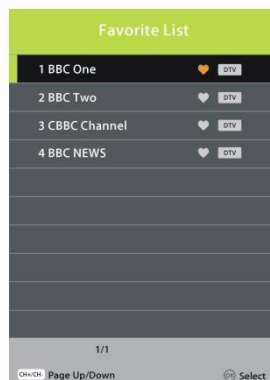 Favorite List
1 BBC One DTV
2 BBC Two DTV
3 CBBC Channel DTV
4 BBC NEWS DTV
1/1
CH+/CH- Page Up/Down OK Select